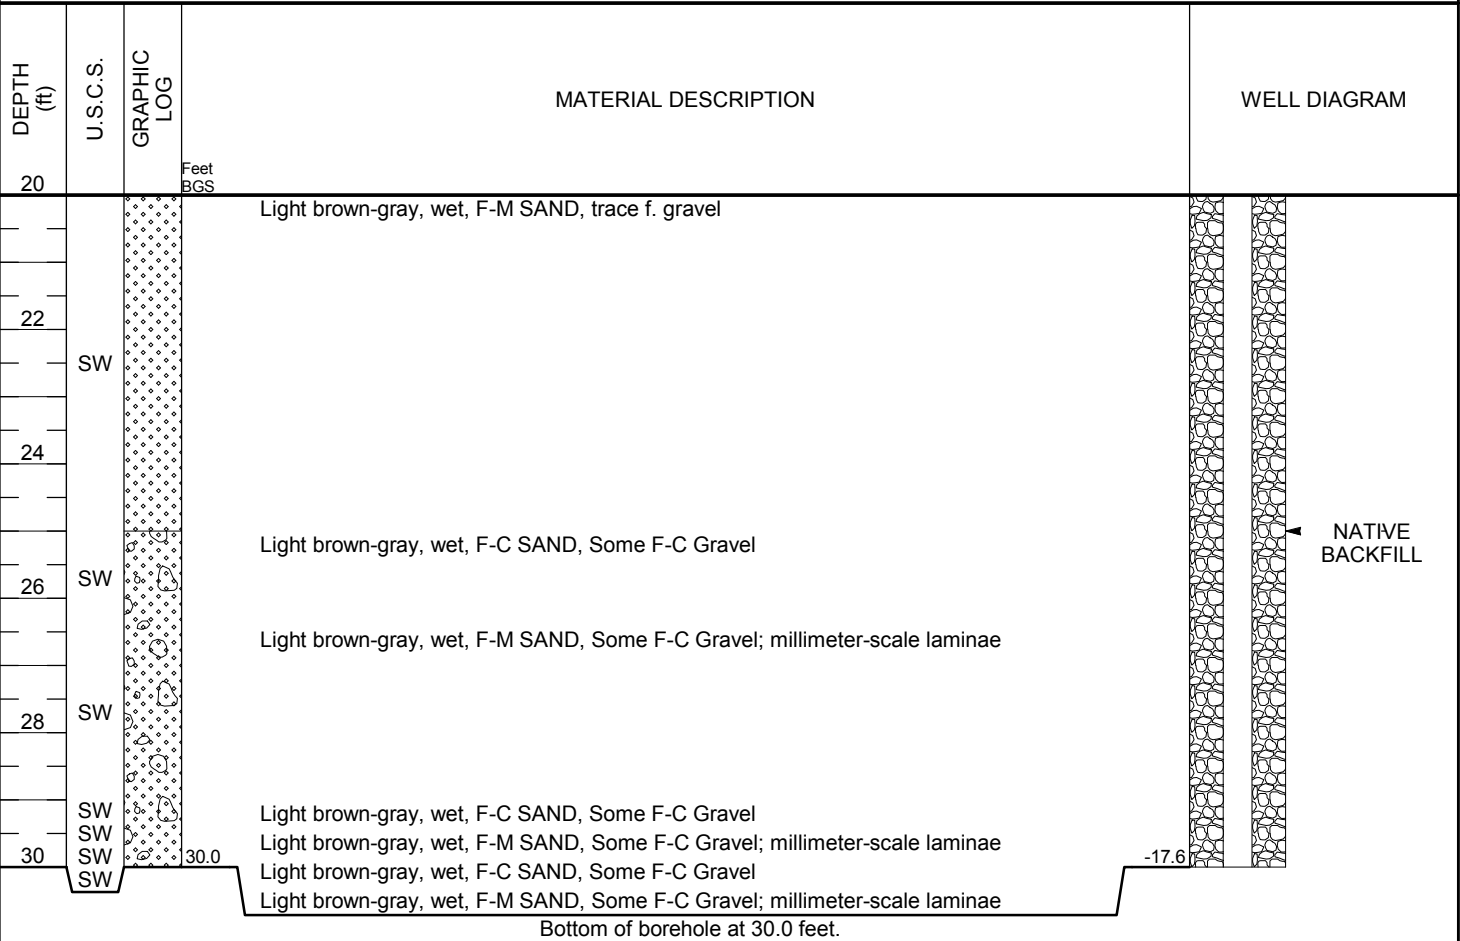 DEPTH
(ft)
U.S.C.S.
GRAPHIC
LOG
MATERIAL DESCRIPTION
WELL DIAGRAM
20
Feet
BGS
Light brown-gray, wet, F-M SAND, trace f. gravel
22
SW
24
Light brown-gray, wet, F-C SAND, Some F-C Gravel
NATIVE
BACKFILL
SW
26
Light brown-gray, wet, F-M SAND, Some F-C Gravel; millimeter-scale laminae
SW
28
SW
Light brown-gray, wet, F-C SAND, Some F-C Gravel
SW
Light brown-gray, wet, F-M SAND, Some F-C Gravel; millimeter-scale laminae
30
SW
30.0
-17.6
Light brown-gray, wet, F-C SAND, Some F-C Gravel
SW
Light brown-gray, wet, F-M SAND, Some F-C Gravel; millimeter-scale laminae
Bottom of borehole at 30.0 feet.